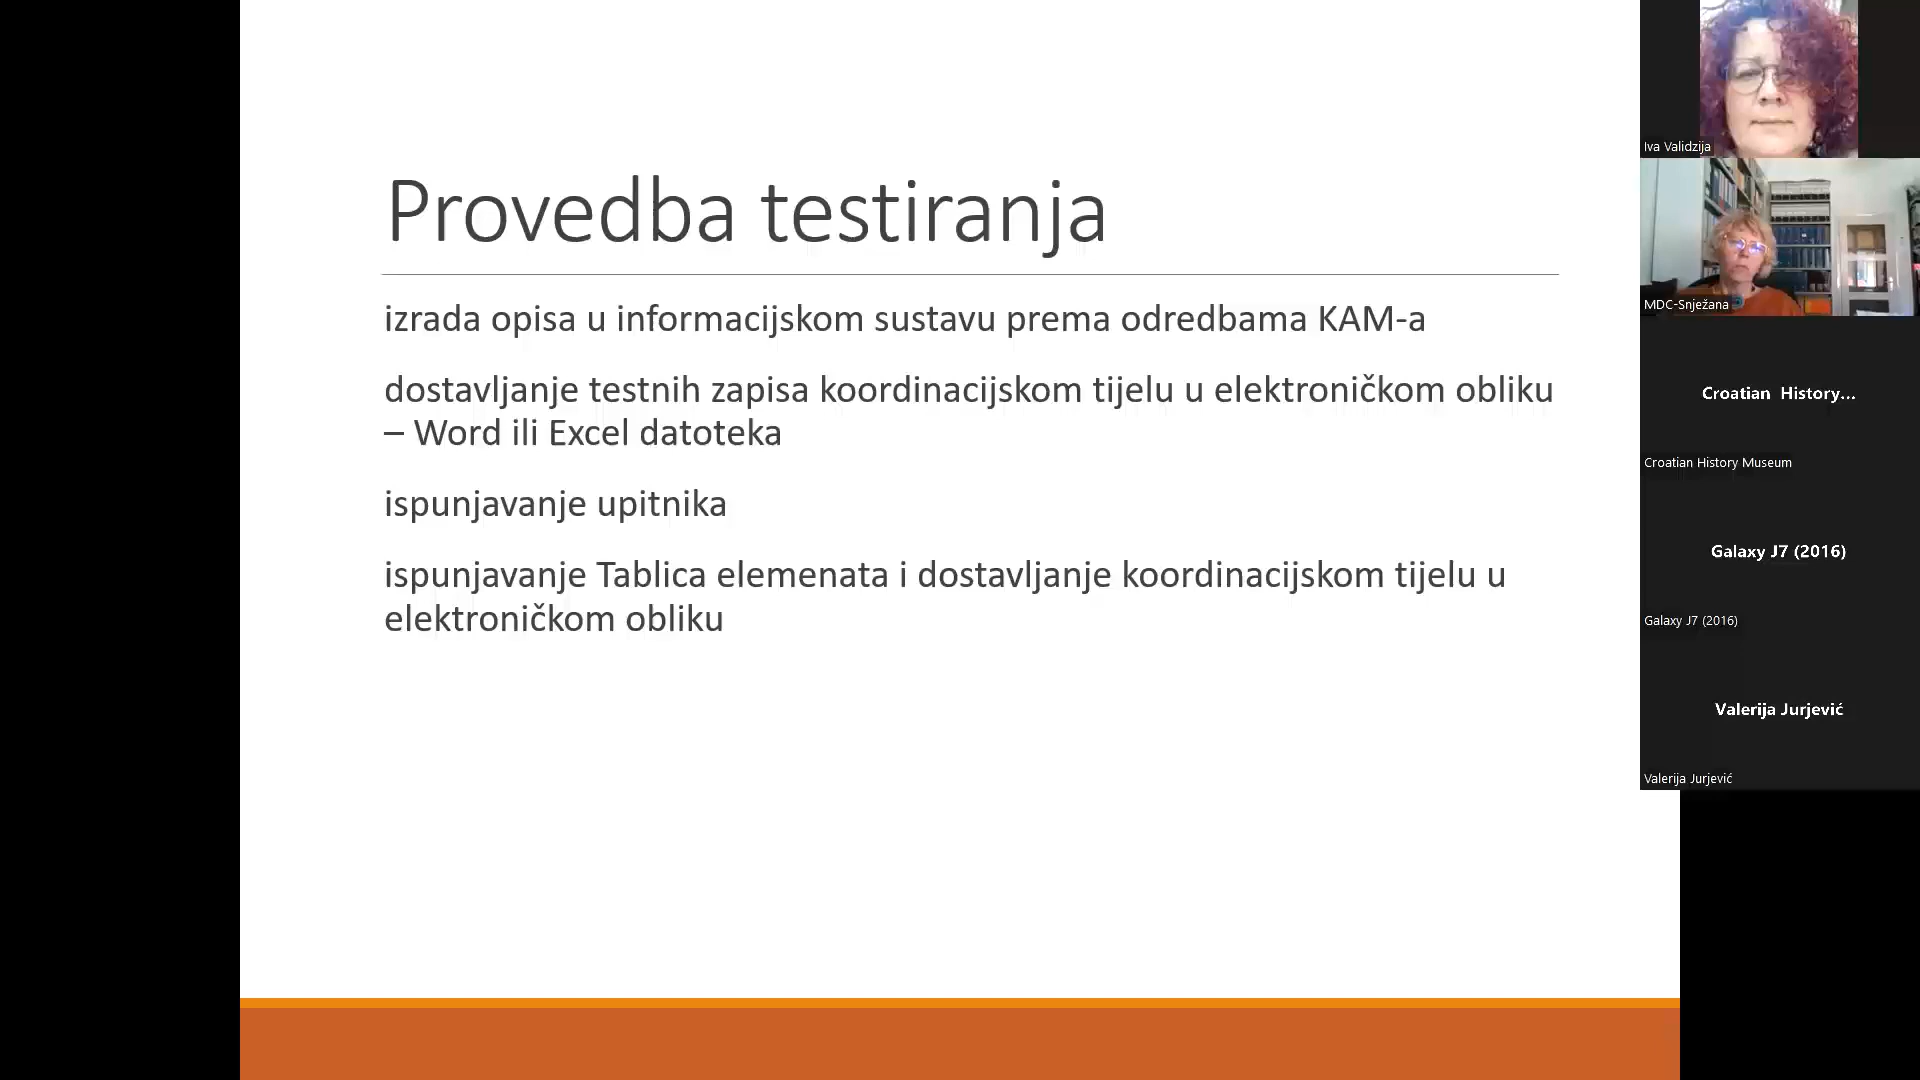 Provedba testiranja
izrada opisa u informacijskom sustavu prema odredbama KAM-a
dostavljanje testnih zapisa koordinacijskom tijelu u elektroničkom obliku
– Word ili Excel datoteka
ispunjavanje upitnika
ispunjavanje Tablica elemenata i dostavljanje koordinacijskom tijelu u
elektroničkom obliku
Iva Validzija
MDC-Snježana
Croatian History...
Croatian History Museum
Galaxy J7 (2016)
Galaxy J7 (2016)
Valerija Jurjević
Valerija Jurjević